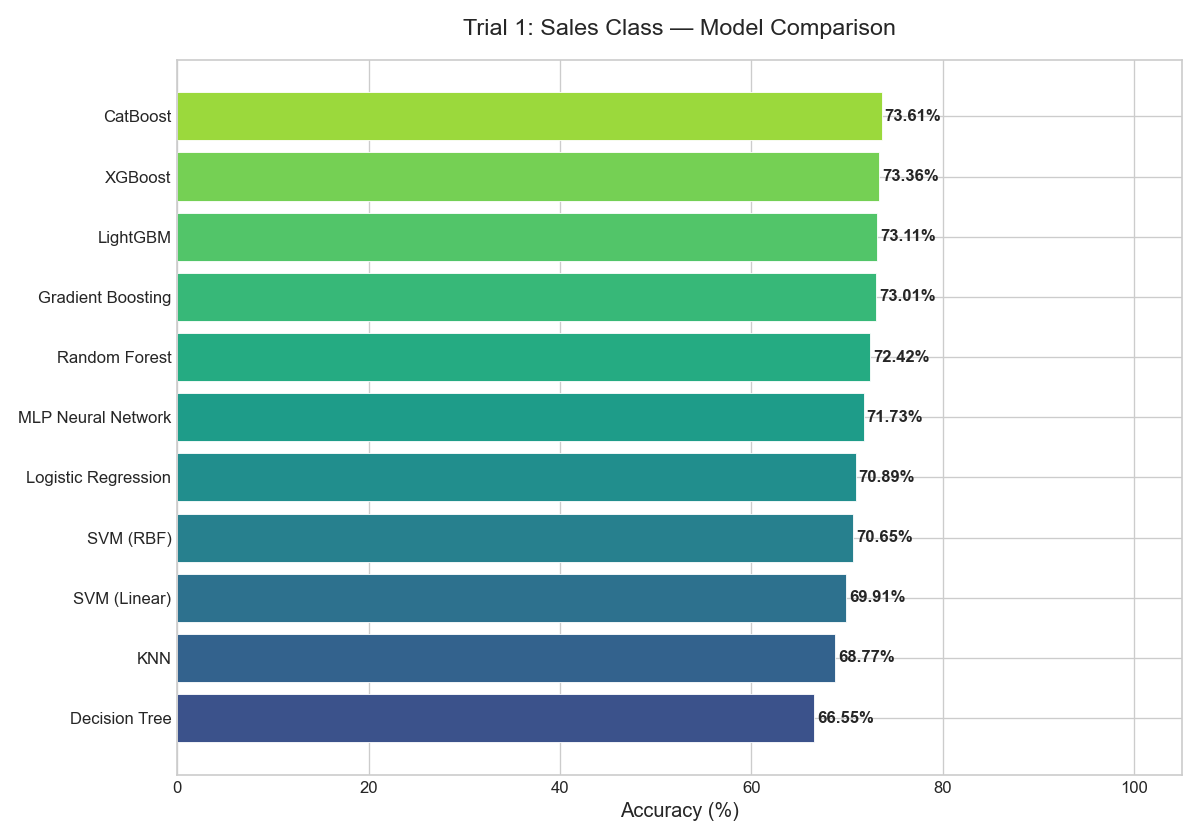 Trial 1: Sales Class — Model Comparison
CatBoost 73.61%
XGBoost 73.36%
LightGBM 73.11%
Gradient Boosting 73.01%
Random Forest 72.42%
MLP Neural Network 71.73%
Logistic Regression 70.89%
SVM (RBF) 70.65%
SVM (Linear) 69.91%
KNN 68.77%
Decision Tree 66.55%
0 20 40 60 80 100
Accuracy (%)